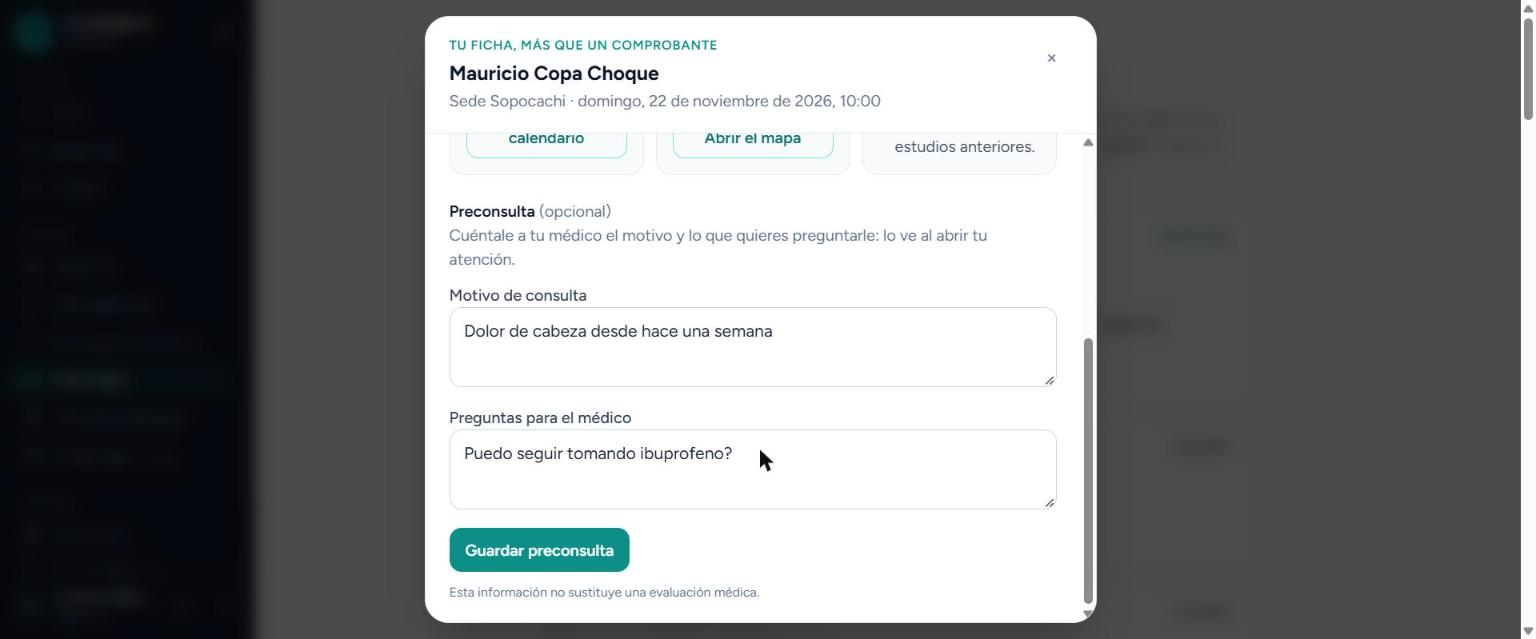 TU FICHA, MÁS QUE UN COMPROBANTE
Mauricio Copa Choque
Sede Sopocachi · domingo, 22 de noviembre de 2026, 10:00
×
calendario
Abrir el mapa
estudios anteriores.
Preconsulta (opcional)
Cuéntale a tu médico el motivo y lo que quieres preguntarle: lo ve al abrir tu
atención.
Motivo de consulta
Dolor de cabeza desde hace una semana
Preguntas para el médico
Puedo seguir tomando ibuprofeno?
Guardar preconsulta
Esta información no sustituye una evaluación médica.